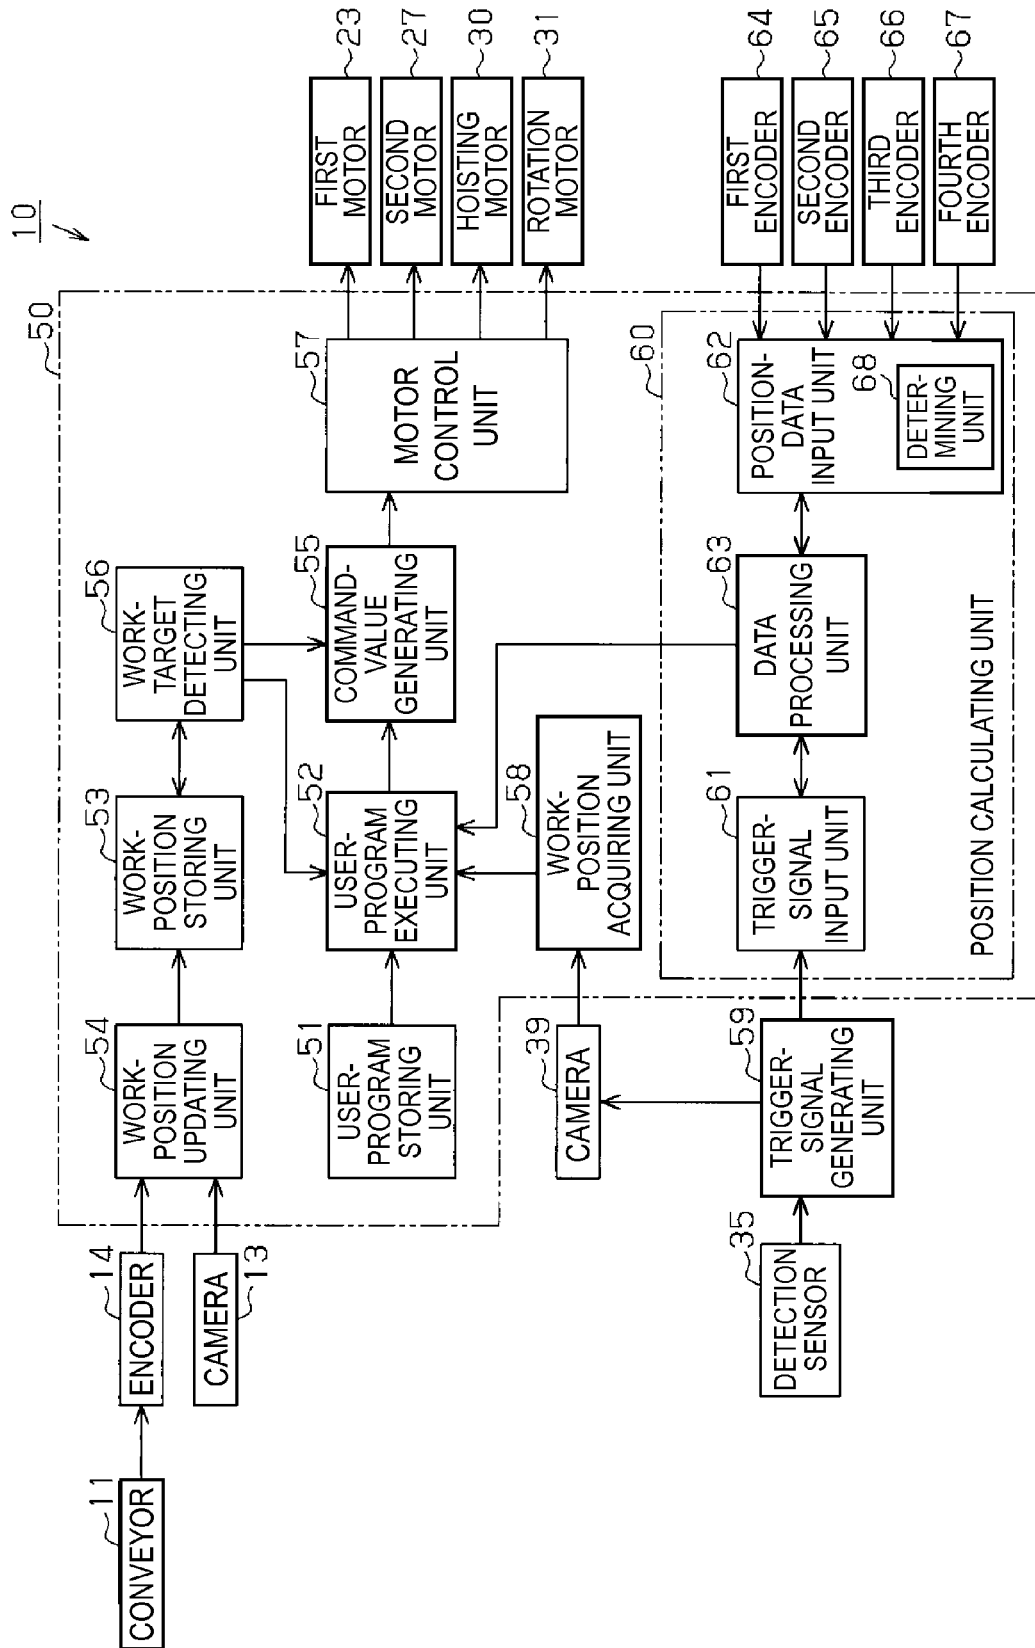 10
50
CONVEYOR
11
ENCODER
14
CAMERA
13
WORK-
POSITION
UPDATING
UNIT
54
WORK-
POSITION
STORING
UNIT
53
WORK-
TARGET
DETECTING
UNIT
56
USER-
PROGRAM
STORING
UNIT
51
USER-
PROGRAM
EXECUTING
UNIT
52
COMMAND-
VALUE
GENERATING
UNIT
55
MOTOR
CONTROL
UNIT
57
FIRST
MOTOR
23
SECOND
MOTOR
27
HOISTING
MOTOR
30
ROTATION
MOTOR
31
CAMERA
39
WORK-
POSITION
ACQUIRING UNIT
58
DETECTION
SENSOR
35
TRIGGER-
SIGNAL
GENERATING
UNIT
59
60
TRIGGER-
SIGNAL
INPUT UNIT
61
DATA
PROCESSING
UNIT
63
POSITION-
DATA
INPUT UNIT
62
DETER-
MINING
UNIT
68
POSITION CALCULATING UNIT
FIRST
ENCODER
64
SECOND
ENCODER
65
THIRD
ENCODER
66
FOURTH
ENCODER
67